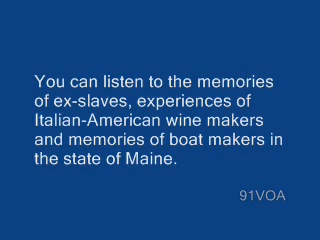 You can listen to the memories
of ex-slaves, experiences of
Italian-American wine makers
and memories of boat makers in
the state of Maine.
91VOA